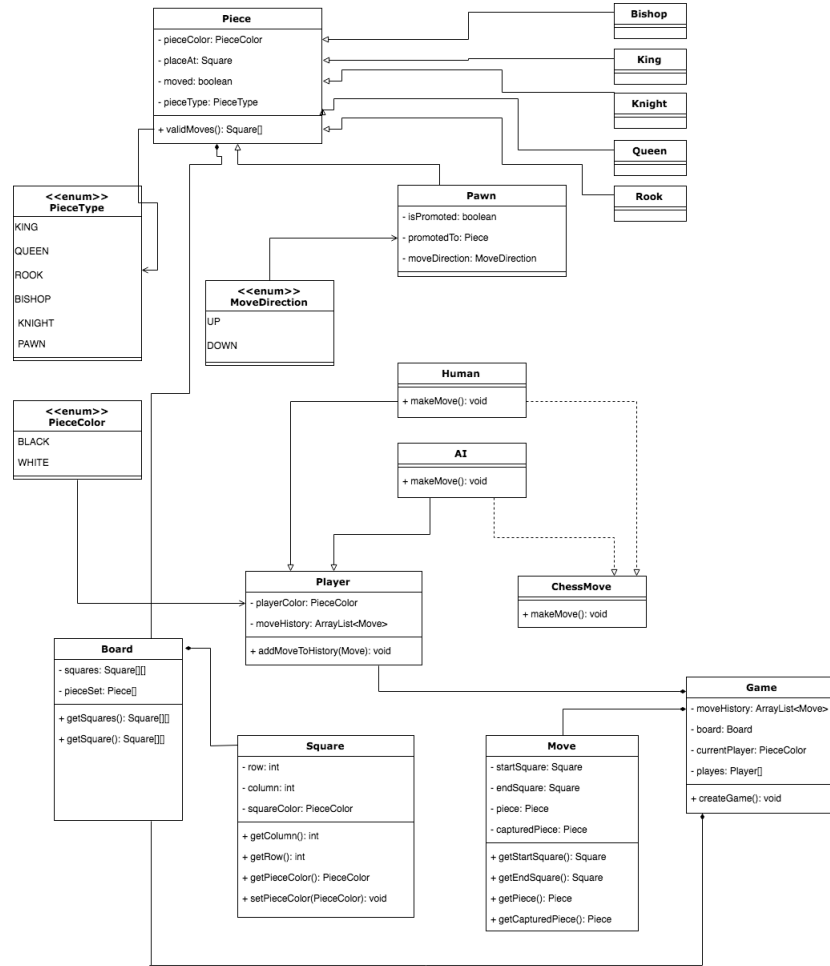 Piece
- pieceColor: PieceColor
- placeAt: Square
- moved: boolean
- pieceType: PieceType
+ validMoves(): Square[]
Bishop
King
Knight
Queen
Rook
<<enum>>
PieceType
KING
QUEEN
ROOK
BISHOP
KNIGHT
PAWN
Pawn
- isPromoted: boolean
- promotedTo: Piece
- moveDirection: MoveDirection
<<enum>>
MoveDirection
UP
DOWN
<<enum>>
PieceColor
BLACK
WHITE
Human
+ makeMove(): void
AI
+ makeMove(): void
Player
- playerColor: PieceColor
- moveHistory: ArrayList<Move>
+ addMoveToHistory(Move): void
ChessMove
+ makeMove(): void
Board
- squares: Square[][]
- pieceSet: Piece[]
+ getSquares(): Square[][]
+ getSquare(): Square[][]
Square
- row: int
- column: int
- squareColor: PieceColor
+ getColumn(): int
+ getRow(): int
+ getPieceColor(): PieceColor
+ setPieceColor(PieceColor): void
Move
- startSquare: Square
- endSquare: Square
- piece: Piece
- capturedPiece: Piece
+ getStartSquare(): Square
+ getEndSquare(): Square
+ getPiece(): Piece
+ getCapturedPiece(): Piece
Game
- moveHistory: ArrayList<Move>
- board: Board
- currentPlayer: PieceColor
- playes: Player[]
+ createGame(): void